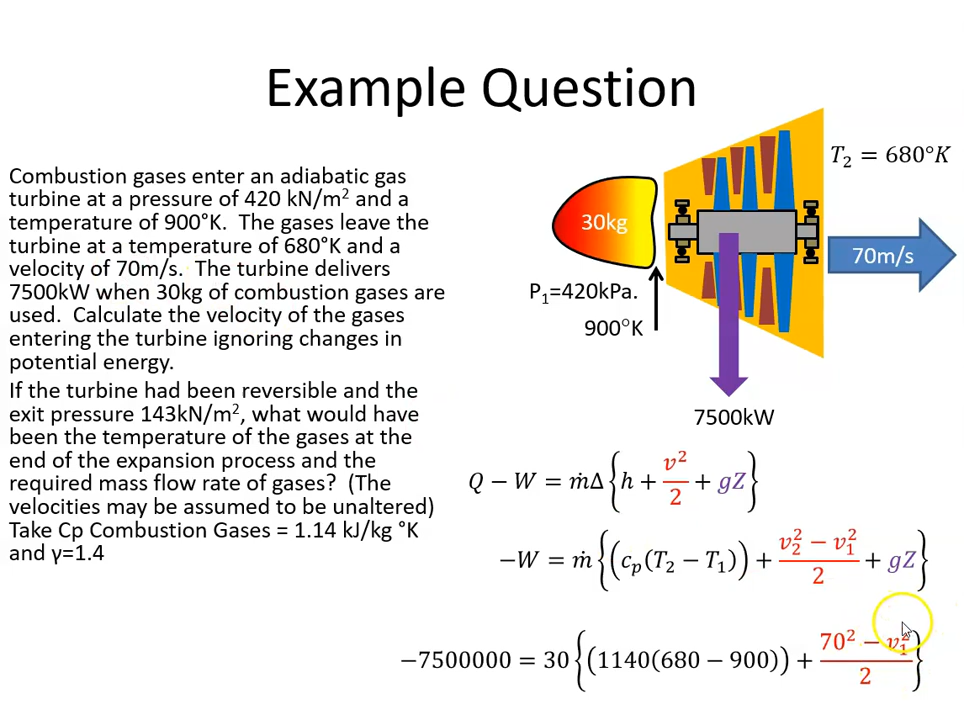 Example Question
Combustion gases enter an adiabatic gas
turbine at a pressure of 420 kN/m² and a
temperature of 900°K. The gases leave the
turbine at a temperature of 680°K and a
velocity of 70m/s. The turbine delivers
7500kW when 30kg of combustion gases are
used. Calculate the velocity of the gases
entering the turbine ignoring changes in
potential energy.
If the turbine had been reversible and the
exit pressure 143kN/m², what would have
been the temperature of the gases at the
end of the expansion process and the
required mass flow rate of gases? (The
velocities may be assumed to be unaltered)
Take Cp Combustion Gases = 1.14 kJ/kg °K
and γ=1.4
T₂ = 680°K
30kg
70m/s
P₁=420kPa.
900°K
7500kW
Q − W = ṁΔ{h + v²/2 + gZ}
−W = ṁ{(c_p(T₂ − T₁)) + (v₂² − v₁²)/2 + gZ}
−7500000 = 30{(1140(680 − 900)) + (70² − v₁²)/2}